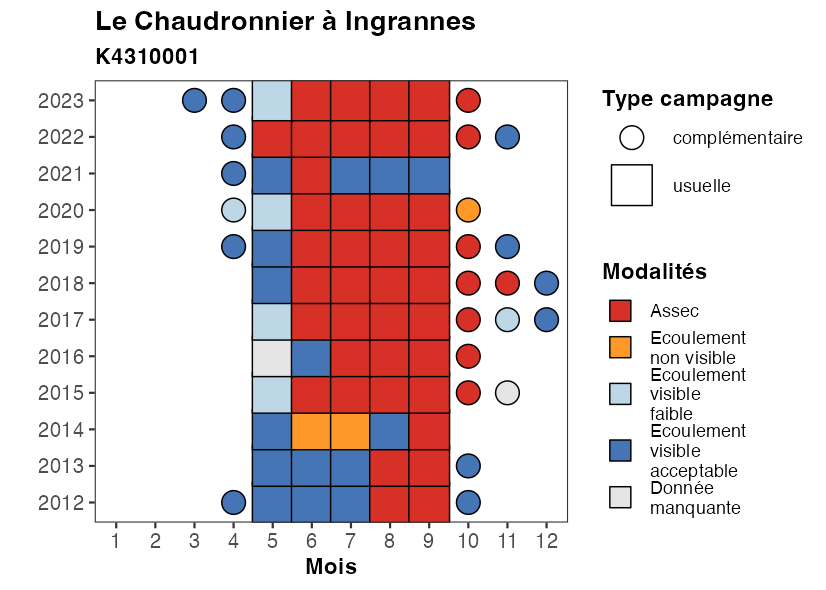 Le Chaudronnier à Ingrannes
K4310001
2023
2022
2021
2020
2019
2018
2017
2016
2015
2014
2013
2012
1 2 3 4 5 6 7 8 9 10 11 12
Mois
Type campagne
complémentaire
usuelle
Modalités
Assec
Ecoulement
non visible
Ecoulement
visible
faible
Ecoulement
visible
acceptable
Donnée
manquante